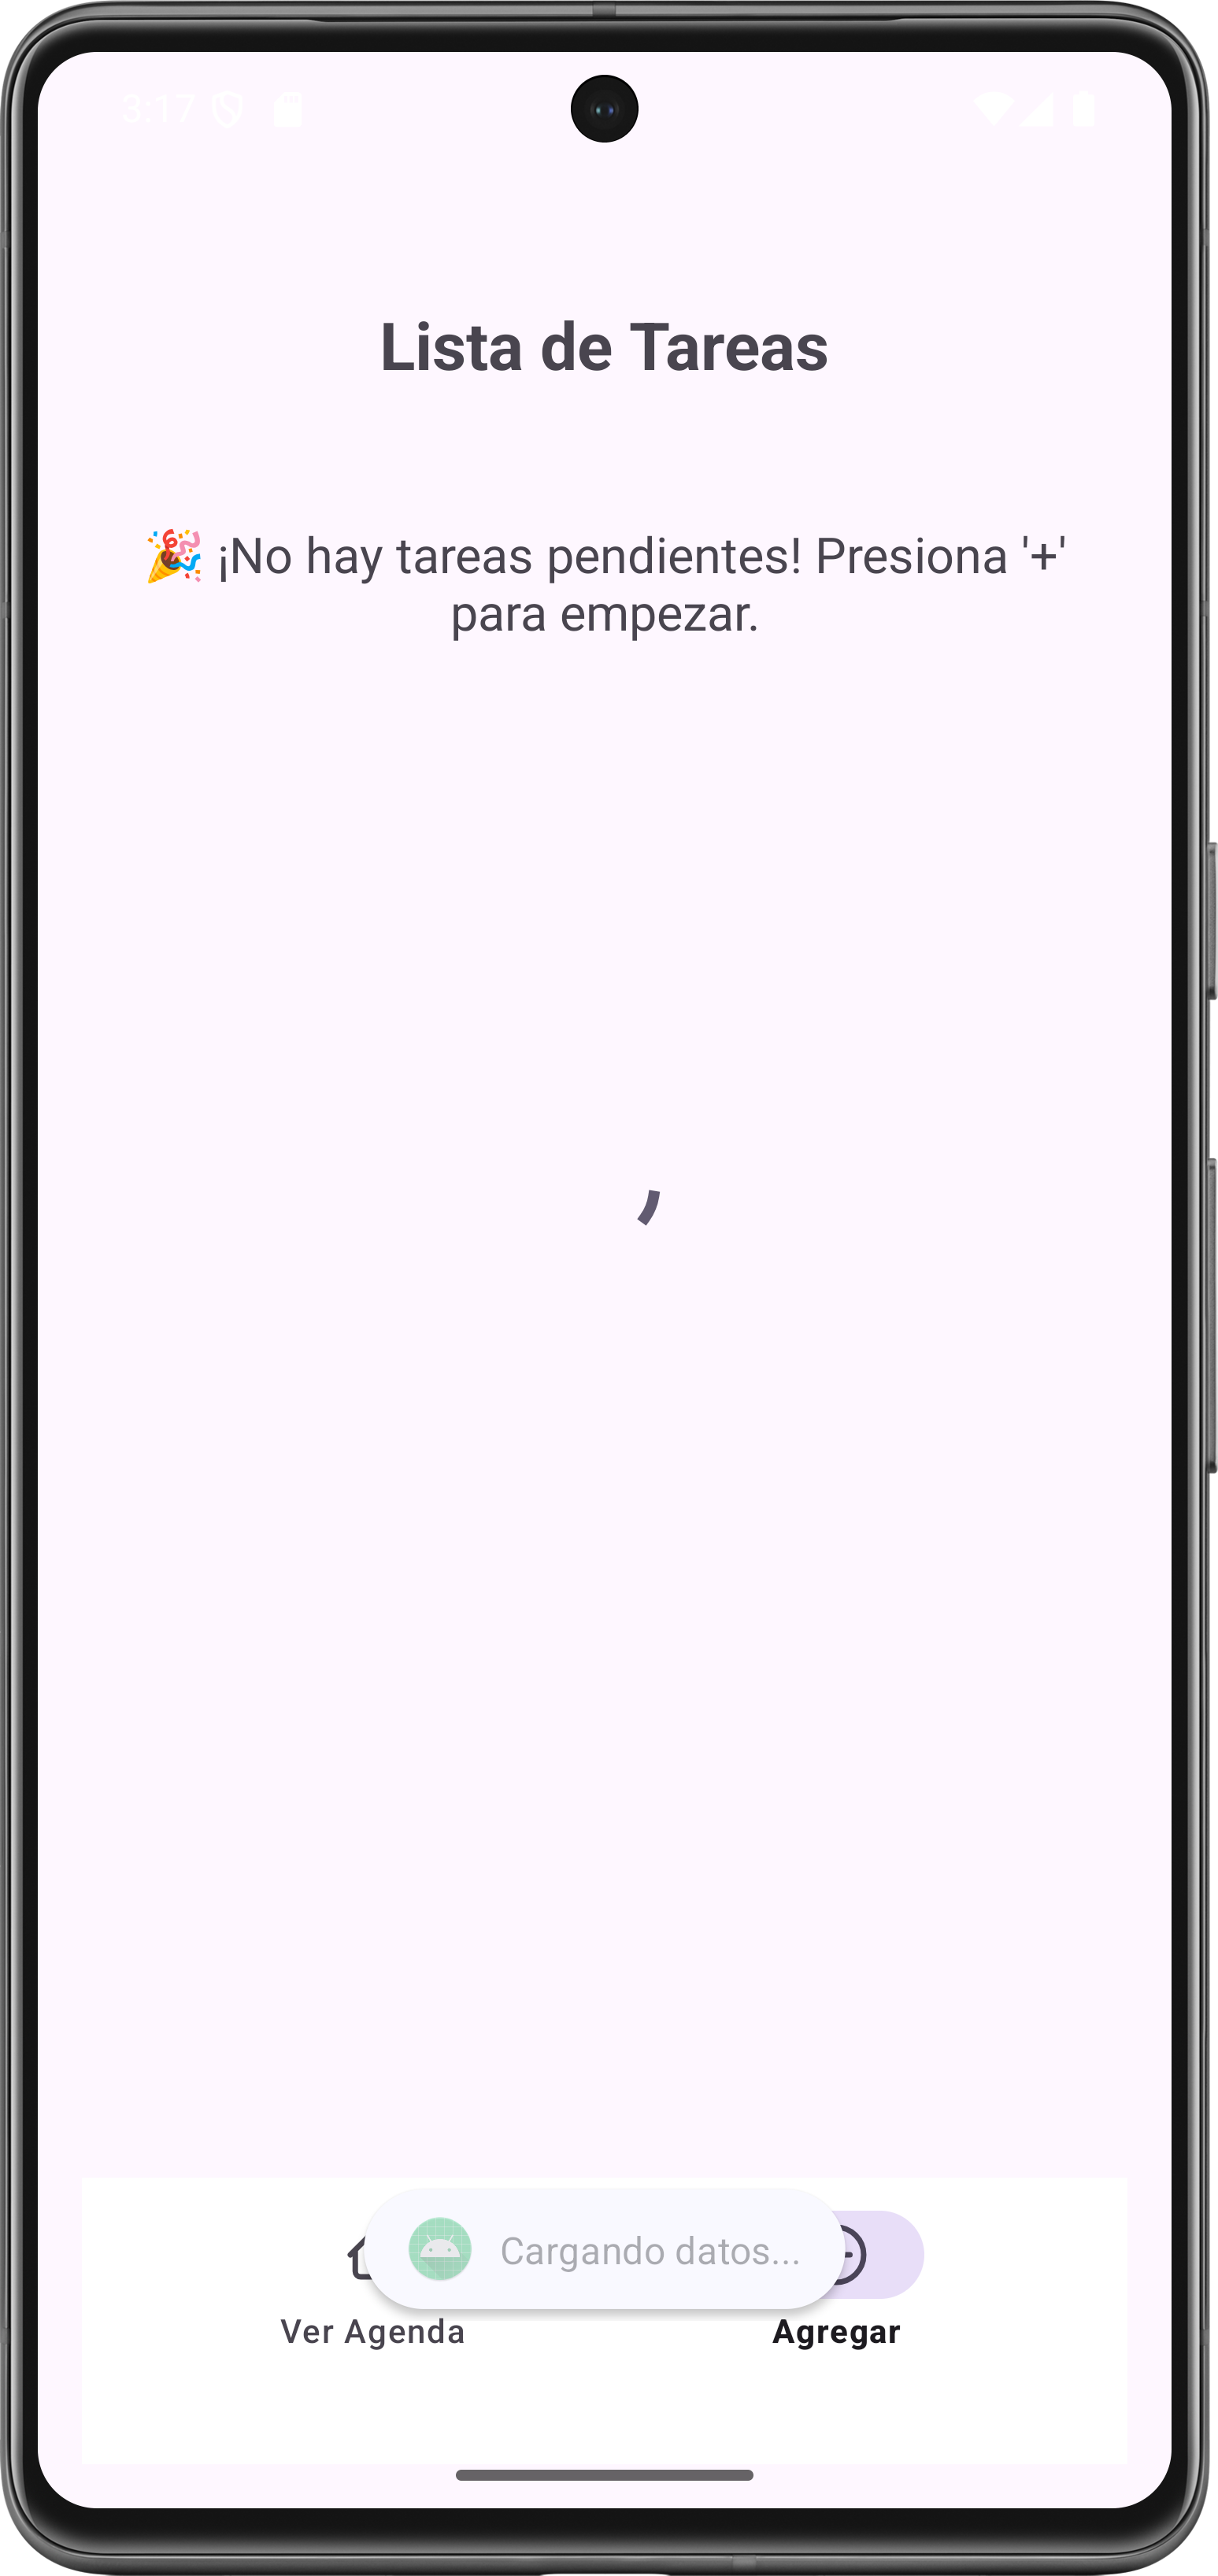 3:17
Lista de Tareas
🎉 ¡No hay tareas pendientes! Presiona '+'
para empezar.
Cargando datos...
Ver Agenda
Agregar